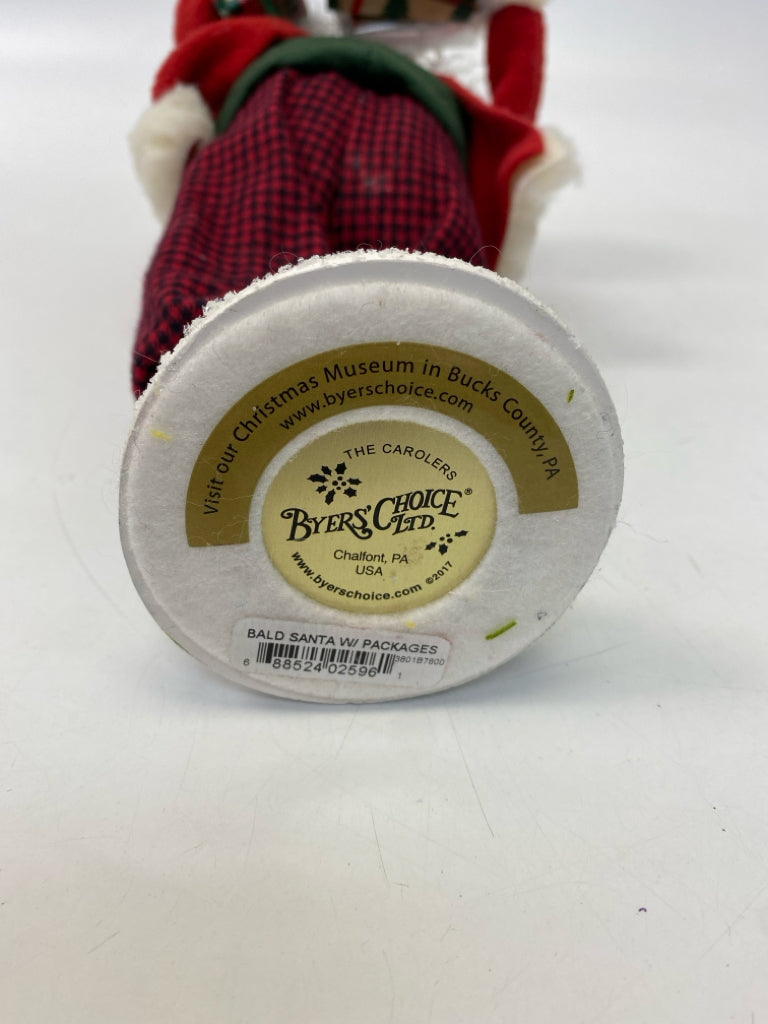 Visit our Christmas Museum in Bucks County, PA
www.byerschoice.com
THE CAROLERS
BYERS' CHOICE®
LTD.
Chalfont, PA
USA
www.byerschoice.com ©2017
BALD SANTA W/ PACKAGES
3801B7800
6 88524 02596 1